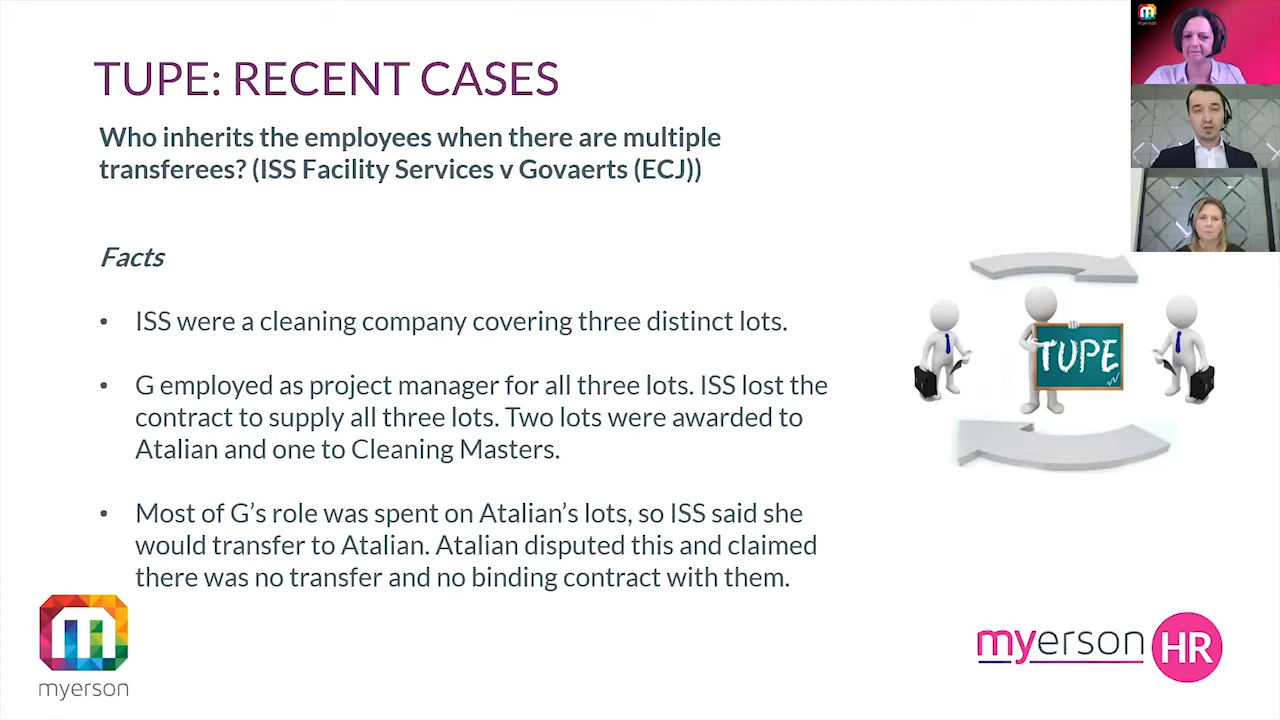 TUPE: RECENT CASES
Who inherits the employees when there are multiple
transferees? (ISS Facility Services v Govaerts (ECJ))
Facts
• ISS were a cleaning company covering three distinct lots.
• G employed as project manager for all three lots. ISS lost the
contract to supply all three lots. Two lots were awarded to
Atalian and one to Cleaning Masters.
• Most of G’s role was spent on Atalian’s lots, so ISS said she
would transfer to Atalian. Atalian disputed this and claimed
there was no transfer and no binding contract with them.
TUPE
myerson
myerson HR
myerson